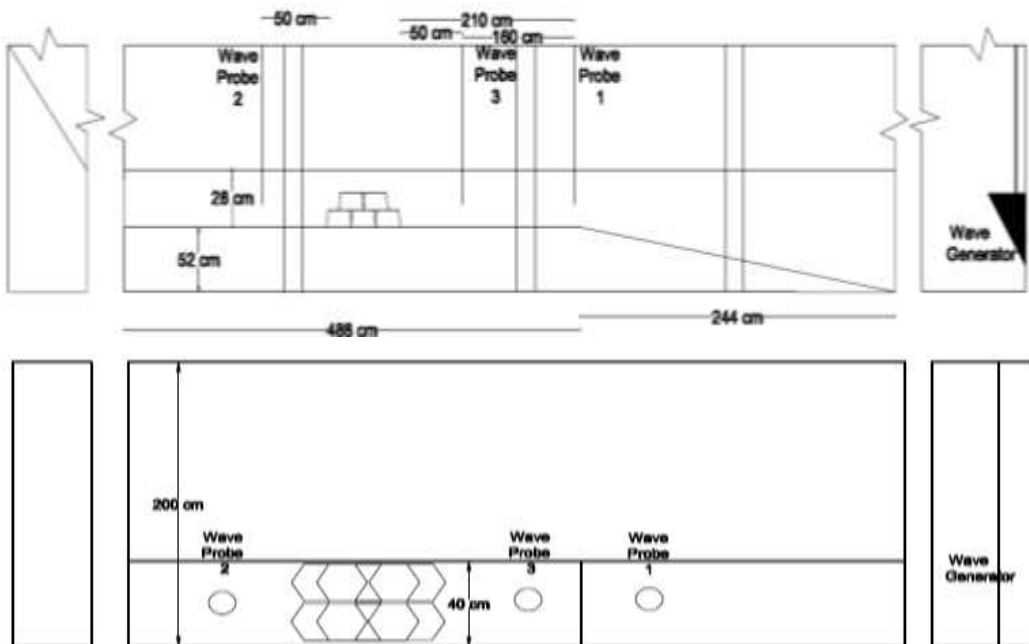 50 cm
210 cm
50 cm
160 cm
Wave
Probe
2
Wave
Probe
3
Wave
Probe
1
28 cm
52 cm
Wave
Generator
244 cm
488 cm
200 cm
Wave
Probe
2
Wave
Probe
3
Wave
Probe
1
40 cm
Wave
Generator